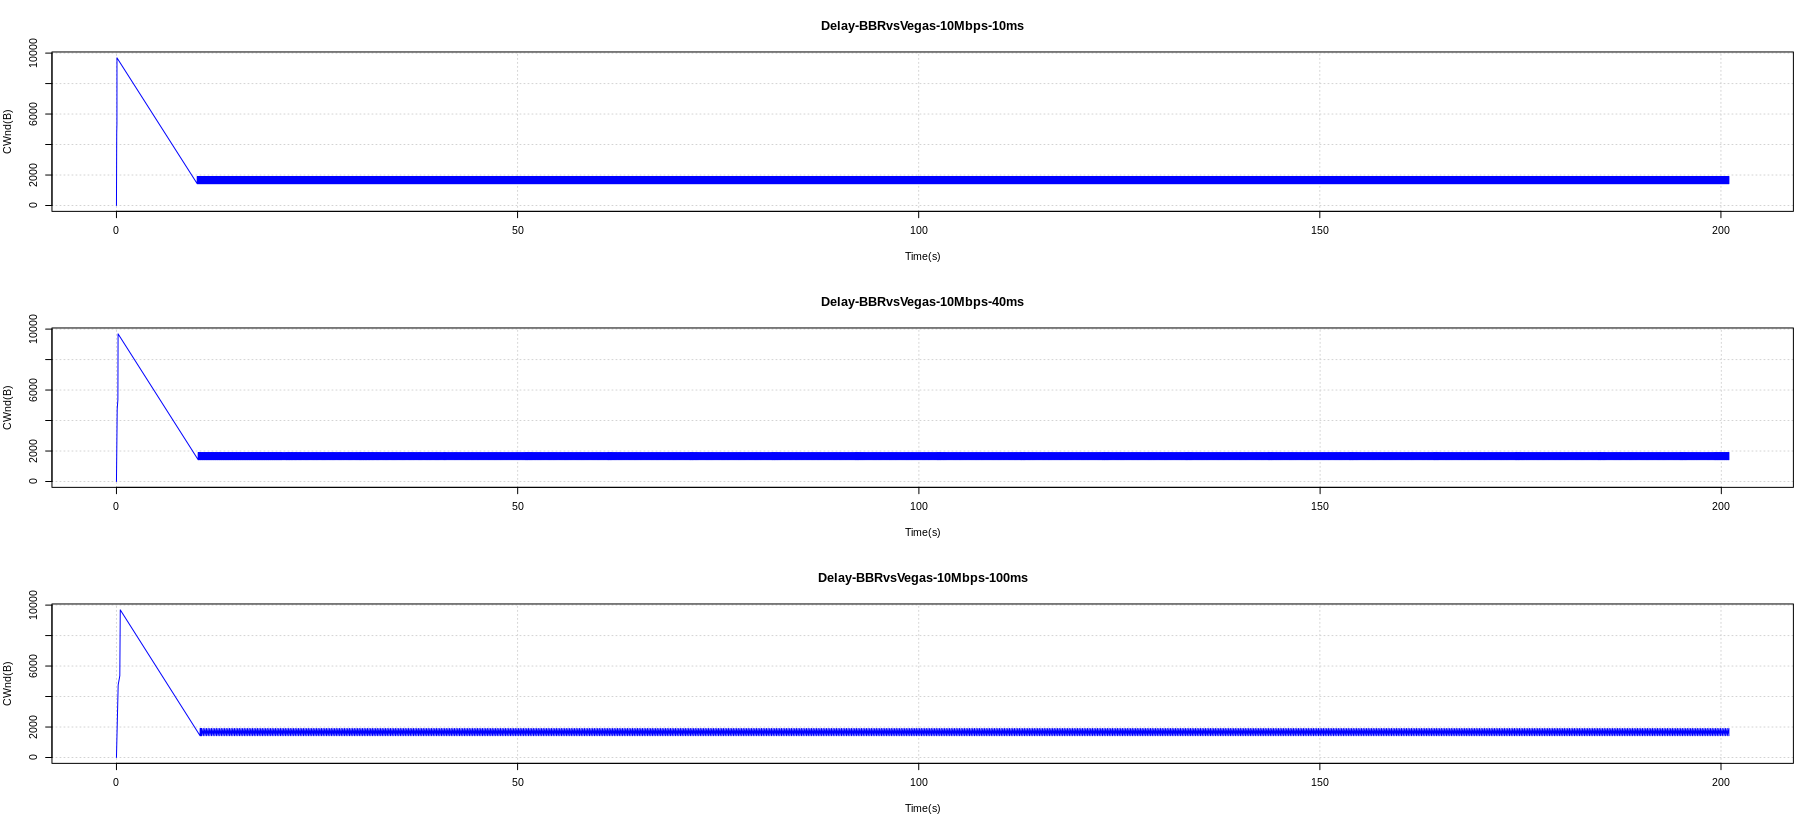 Delay-BBRvsVegas-10Mbps-10ms
10000
6000
2000
0
CWnd(B)
0 50 100 150 200
Time(s)
Delay-BBRvsVegas-10Mbps-40ms
10000
6000
2000
0
CWnd(B)
0 50 100 150 200
Time(s)
Delay-BBRvsVegas-10Mbps-100ms
10000
6000
2000
0
CWnd(B)
0 50 100 150 200
Time(s)